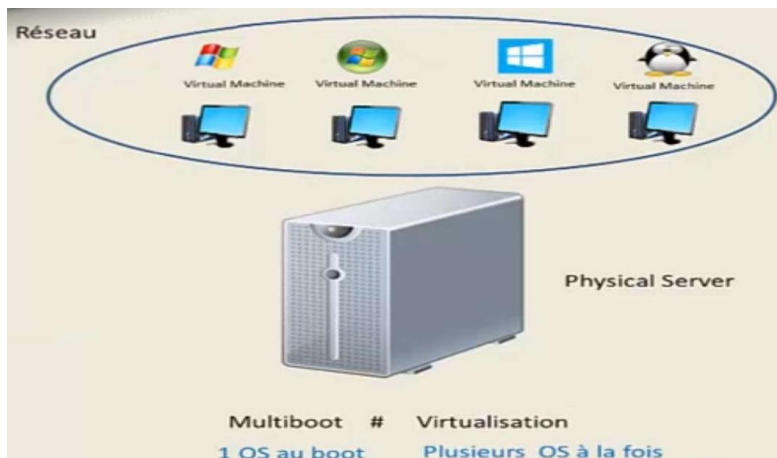 Réseau
Virtual Machine Virtual Machine Virtual Machine Virtual Machine
Physical Server
Multiboot # Virtualisation
1 OS au boot Plusieurs OS à la fois